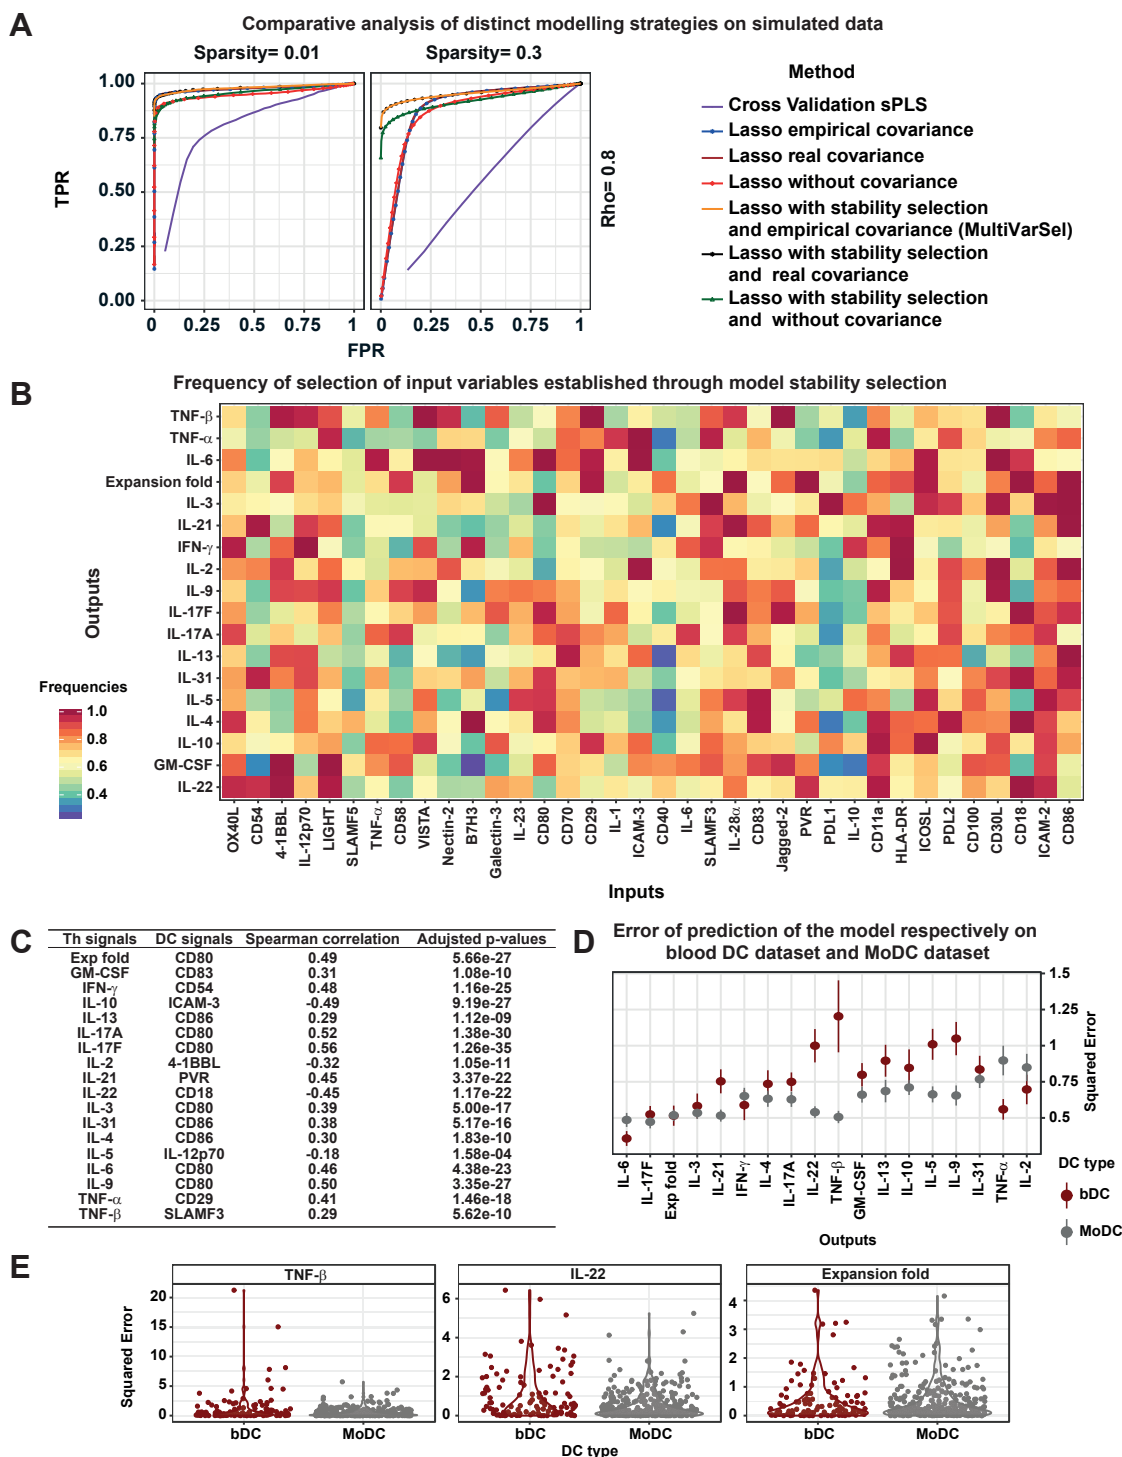 A
Comparative analysis of distinct modelling strategies on simulated data
Sparsity= 0.01
Sparsity= 0.3
1.00
0.75
0.50
0.25
0.00
TPR
0 0.25 0.50 0.75 1
0 0.25 0.50 0.75 1
FPR
Rho= 0.8
Method
Cross Validation sPLS
Lasso empirical covariance
Lasso real covariance
Lasso without covariance
Lasso with stability selection
and empirical covariance (MultiVarSel)
Lasso with stability selection
and real covariance
Lasso with stability selection
and without covariance
B
Frequency of selection of input variables established through model stability selection
Outputs
TNF-β
TNF-α
IL-6
Expansion fold
IL-3
IL-21
IFN-γ
IL-2
IL-9
IL-17F
IL-17A
IL-13
IL-31
IL-5
IL-4
IL-10
GM-CSF
IL-22
Frequencies
1.0
0.8
0.6
0.4
OX40L
CD54
4-1BBL
IL-12p70
LIGHT
SLAMF5
TNF-α
CD58
VISTA
Nectin-2
B7H3
Galectin-3
IL-23
CD80
CD70
CD29
IL-1
ICAM-3
CD40
IL-6
SLAMF3
IL-28α
CD83
Jagged-2
PVR
PDL1
IL-10
CD11a
HLA-DR
ICOSL
PDL2
CD100
CD30L
CD18
ICAM-2
CD86
Inputs
C
Th signals DC signals Spearman correlation Adujsted p-values
Exp fold CD80 0.49 5.66e-27
GM-CSF CD83 0.31 1.08e-10
IFN-γ CD54 0.48 1.16e-25
IL-10 ICAM-3 -0.49 9.19e-27
IL-13 CD86 0.29 1.12e-09
IL-17A CD80 0.52 1.38e-30
IL-17F CD80 0.56 1.26e-35
IL-2 4-1BBL -0.32 1.05e-11
IL-21 PVR 0.45 3.37e-22
IL-22 CD18 -0.45 1.17e-22
IL-3 CD80 0.39 5.00e-17
IL-31 CD86 0.38 5.17e-16
IL-4 CD86 0.30 1.83e-10
IL-5 IL-12p70 -0.18 1.58e-04
IL-6 CD80 0.46 4.38e-23
IL-9 CD80 0.50 3.35e-27
TNF-α CD29 0.41 1.46e-18
TNF-β SLAMF3 0.29 5.62e-10
D
Error of prediction of the model respectively on
blood DC dataset and MoDC dataset
1.5
1.25
1
0.75
0.5
Squared Error
IL-6
IL-17F
Exp fold
IL-3
IL-21
IFN-γ
IL-4
IL-17A
IL-22
TNF-β
GM-CSF
IL-13
IL-10
IL-5
IL-9
IL-31
TNF-α
IL-2
Outputs
DC type
bDC
MoDC
E
TNF-β
IL-22
Expansion fold
Squared Error
20
15
10
5
0
6
4
2
0
4
3
2
1
0
bDC MoDC
bDC MoDC
bDC MoDC
DC type